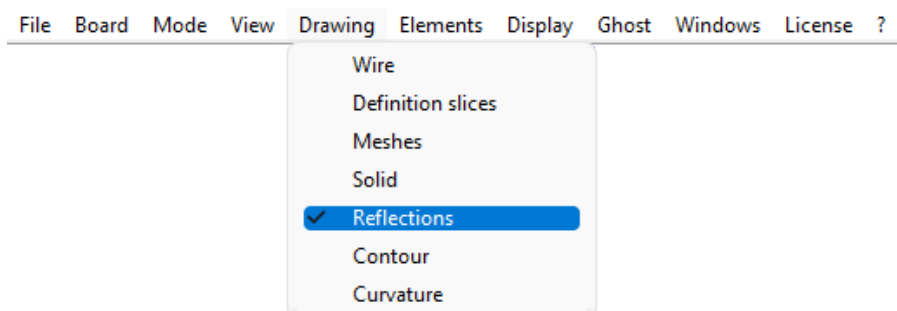 File Board Mode View Drawing Elements Display Ghost Windows License ?
Wire
Definition slices
Meshes
Solid
Reflections
Contour
Curvature